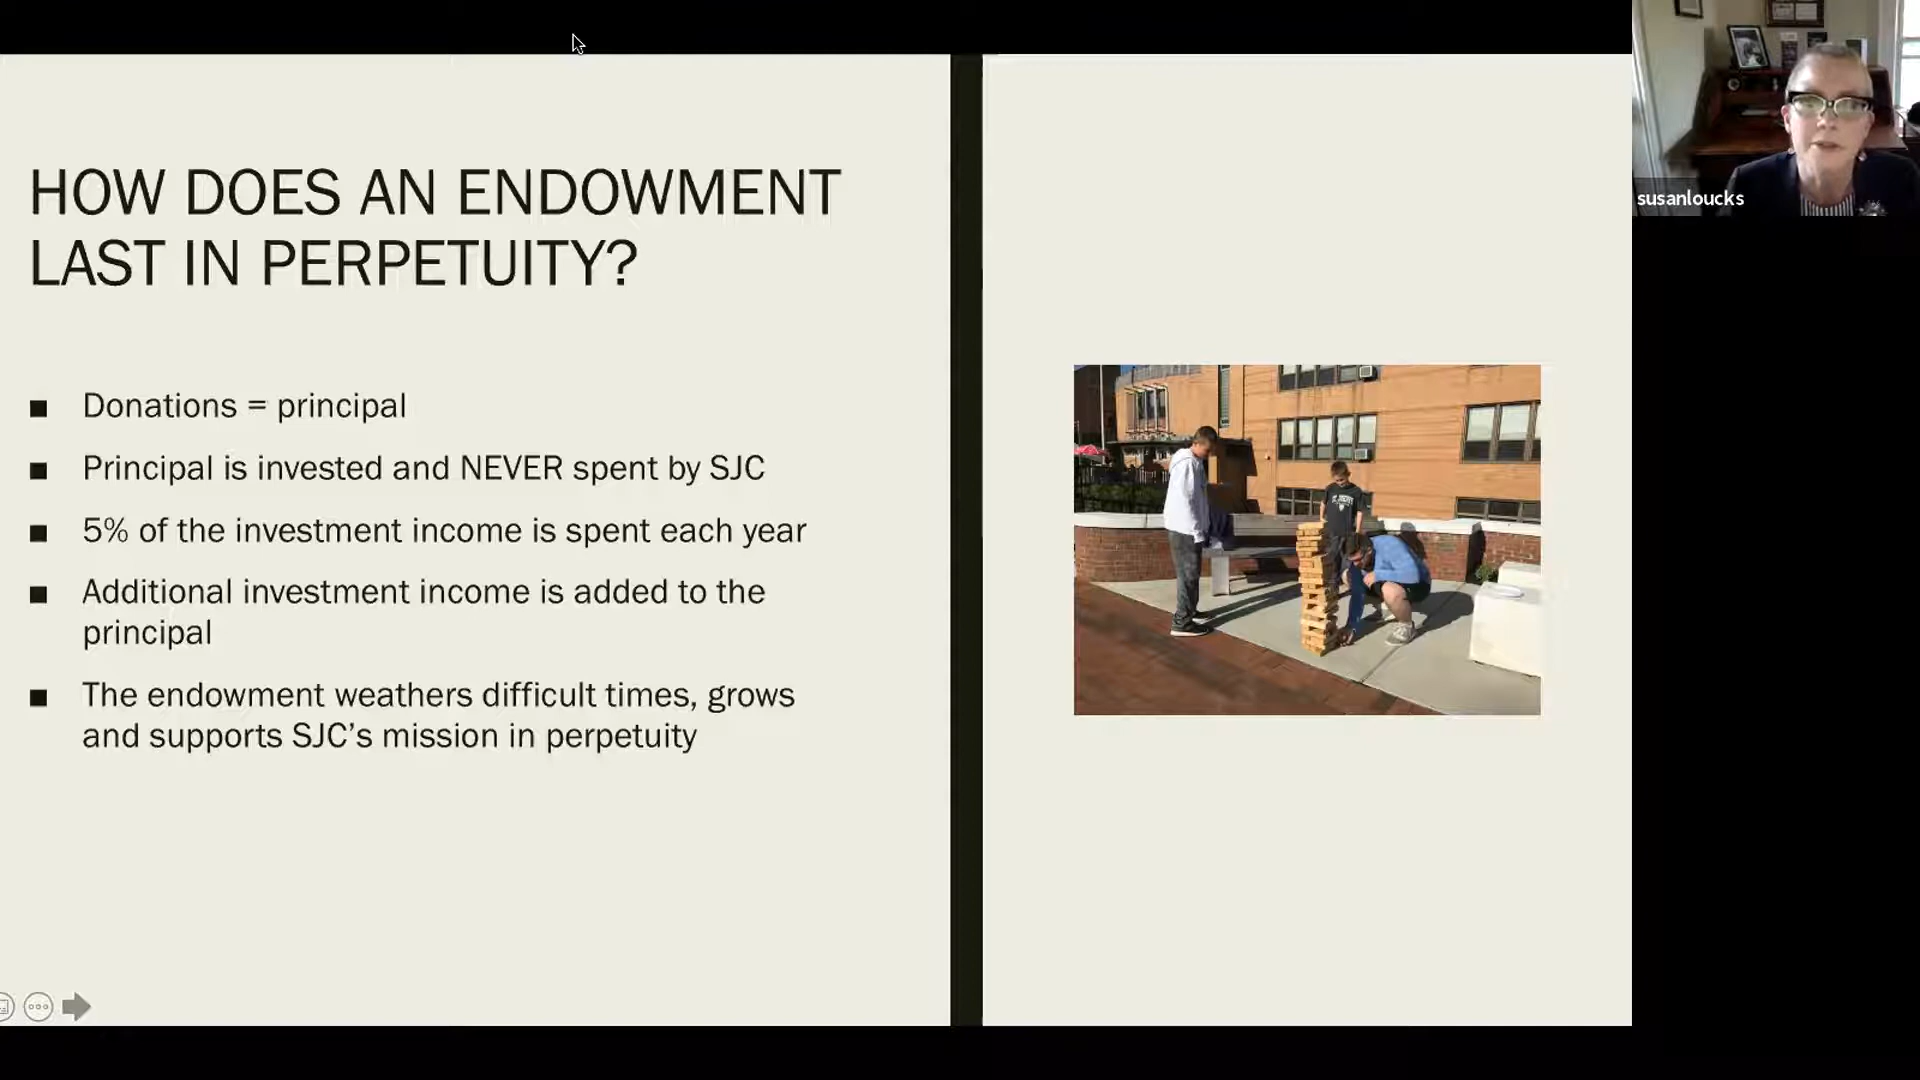 HOW DOES AN ENDOWMENT
LAST IN PERPETUITY?
■ Donations = principal
■ Principal is invested and NEVER spent by SJC
■ 5% of the investment income is spent each year
■ Additional investment income is added to the
principal
■ The endowment weathers difficult times, grows
and supports SJC’s mission in perpetuity
susanloucks